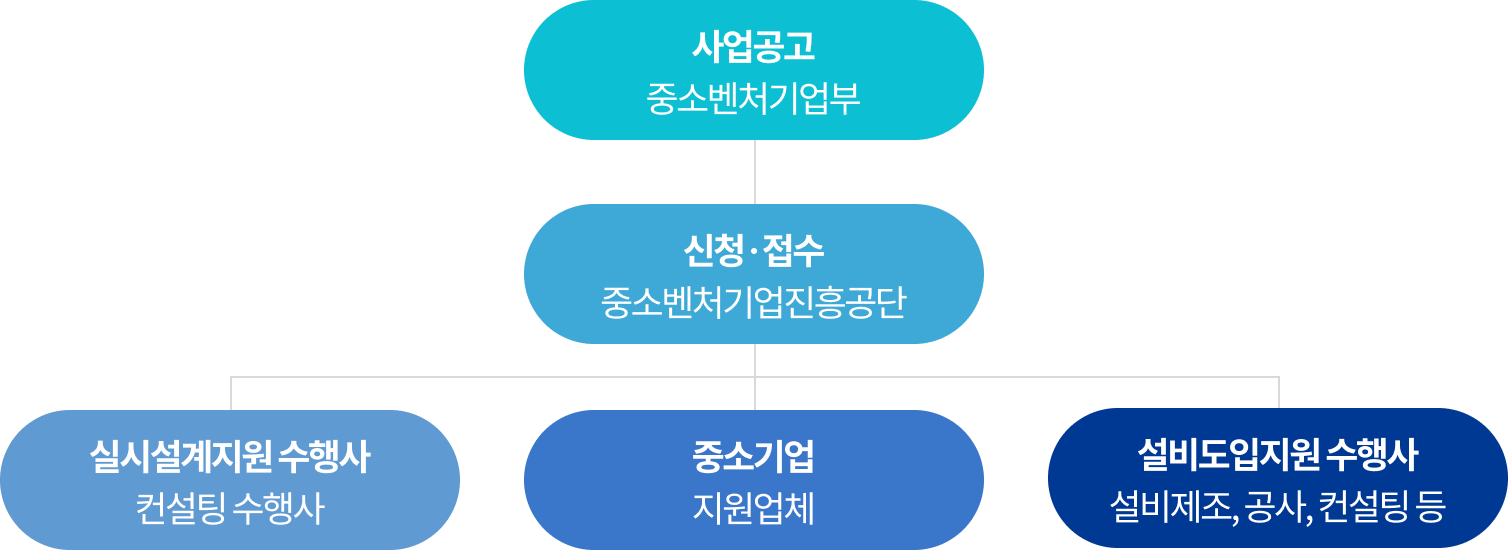 사업공고
중소벤처기업부
신청·접수
중소벤처기업진흥공단
실시설계지원 수행사
컨설팅 수행사
중소기업
지원업체
설비도입지원 수행사
설비제조, 공사, 컨설팅 등